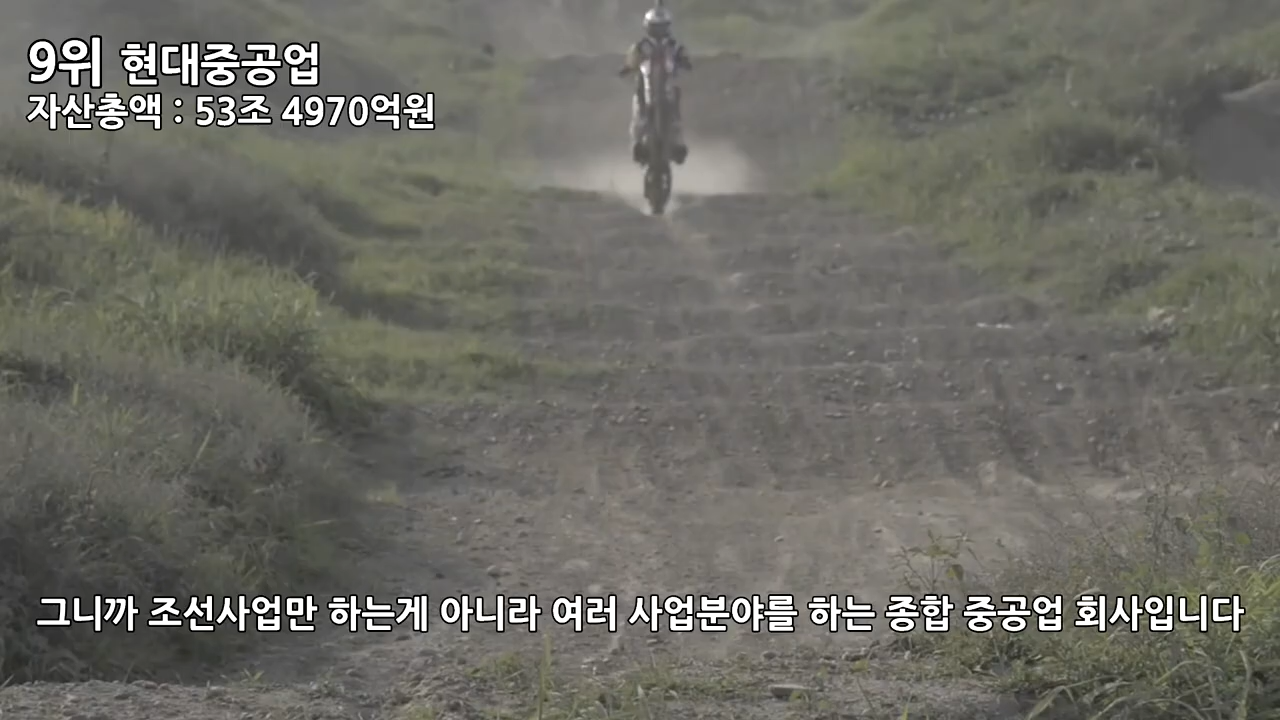 9위 현대중공업
자산총액 : 53조 4970억원
그니까 조선사업만 하는게 아니라 여러 사업분야를 하는 종합 중공업 회사입니다